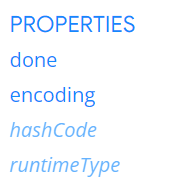 PROPERTIES
done
encoding
hashCode
runtimeType